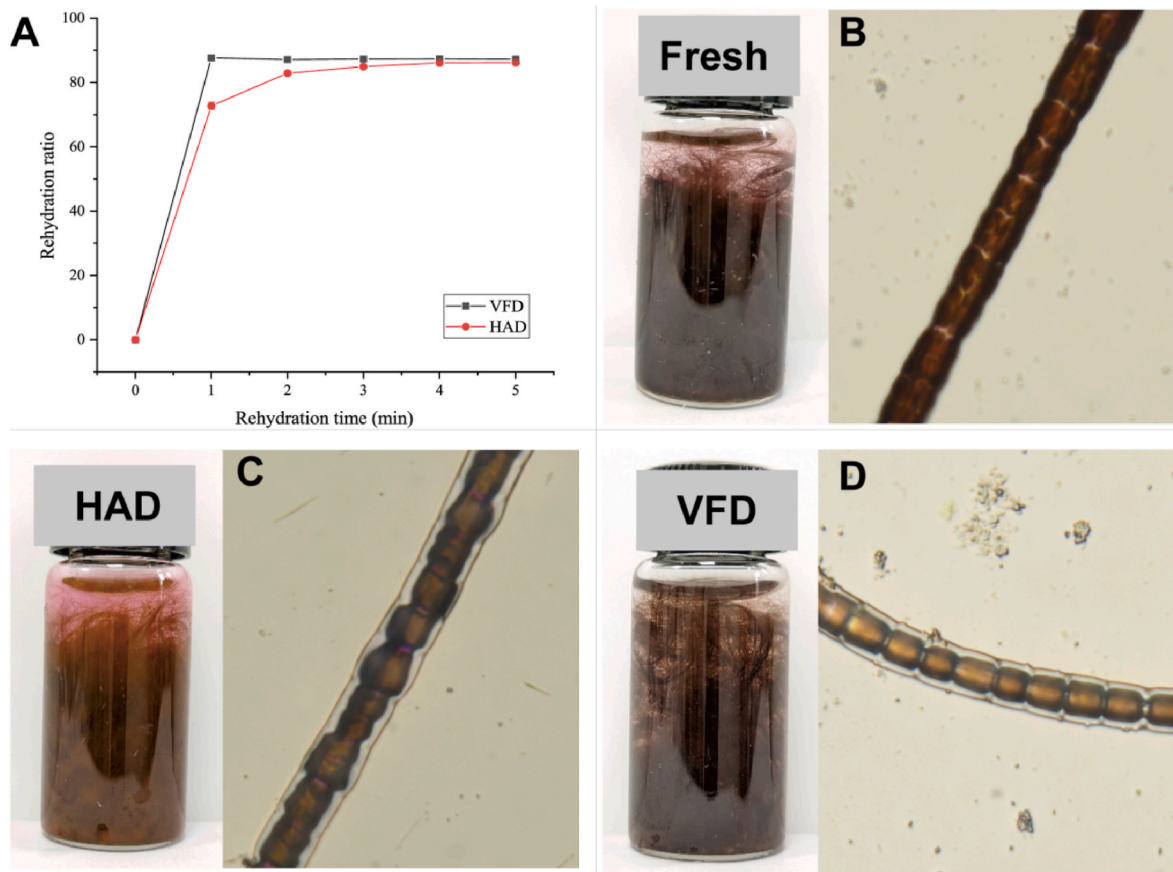 A
100
80
60
40
20
0
Rehydration ratio
VFD
HAD
0 1 2 3 4 5
Rehydration time (min)
Fresh
B
HAD
C
VFD
D